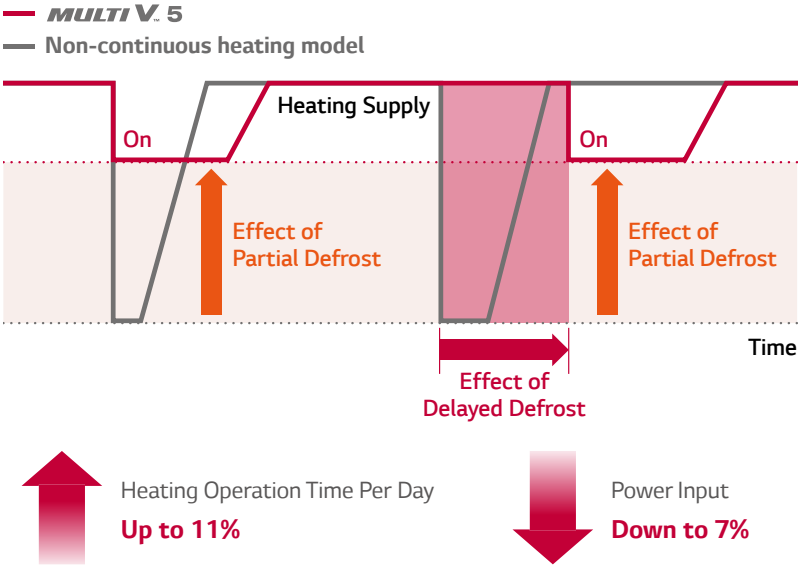 MULTI V™ 5
Non-continuous heating model
Heating Supply
On
On
Effect of
Partial Defrost
Effect of
Partial Defrost
Time
Effect of
Delayed Defrost
Heating Operation Time Per Day
Up to 11%
Power Input
Down to 7%